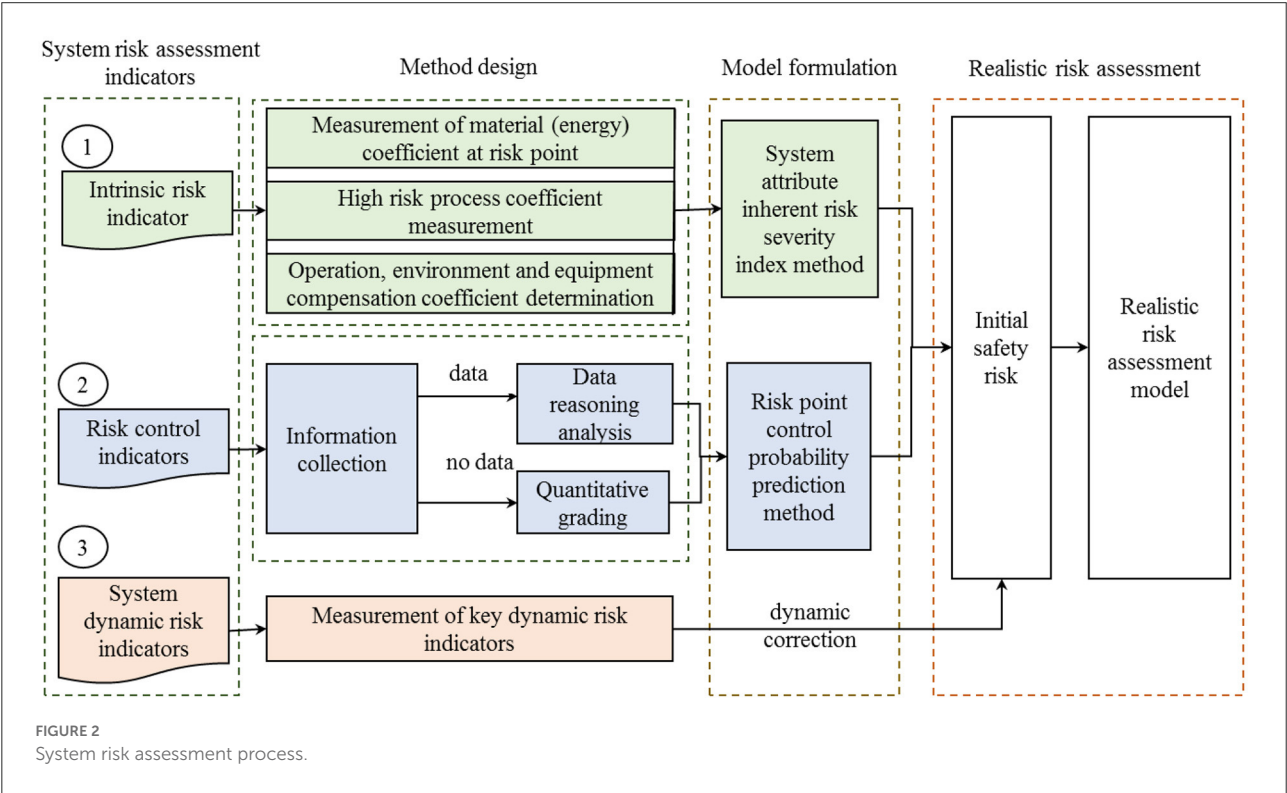 System risk assessment
indicators
Method design
Model formulation
Realistic risk assessment
1
Intrinsic risk
indicator
Measurement of material (energy)
coefficient at risk point
High risk process coefficient
measurement
Operation, environment and equipment
compensation coefficient determination
System
attribute
inherent risk
severity
index method
2
Risk control
indicators
Information
collection
data
no data
Data
reasoning
analysis
Quantitative
grading
Risk point
control
probability
prediction
method
3
System
dynamic risk
indicators
Measurement of key dynamic risk
indicators
dynamic
correction
Initial
safety
risk
Realistic
risk
assessment
model
FIGURE 2
System risk assessment process.